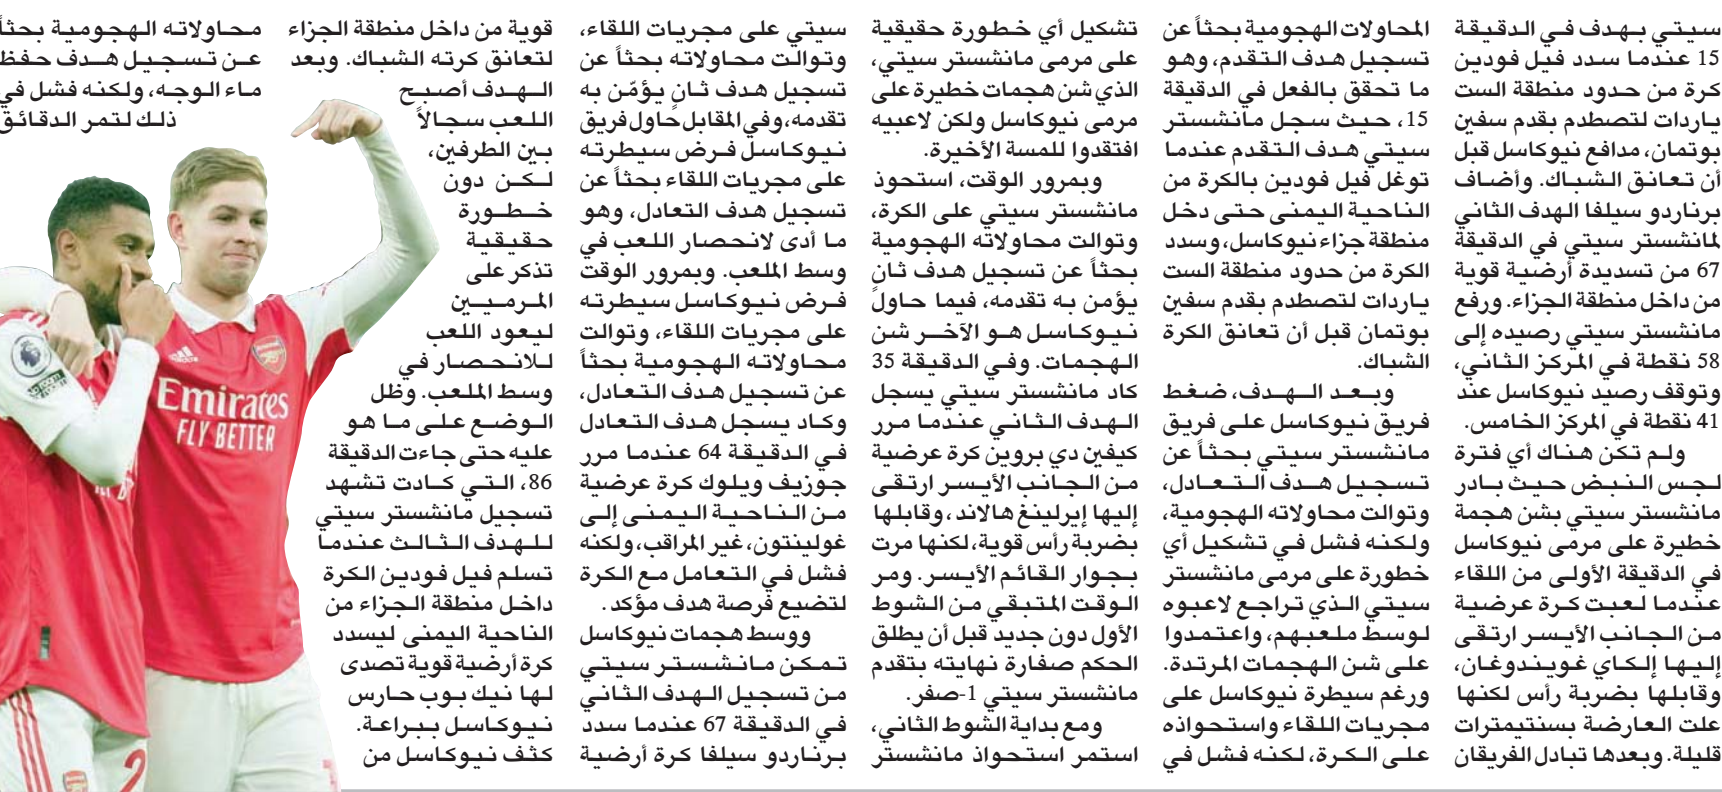 سيتي بهدف في الدقيقة
15 عندما سدد فيل فودين
كرة من حدود منطقة الست
ياردات لتصطدم بقدم سفين
بوتمان، مدافع نيوكاسل قبل
أن تعانق الشباك. وأضاف
برناردو سيلفا الهدف الثاني
لمانشستر سيتي في الدقيقة
67 من تسديدة أرضية قوية
من داخل منطقة الجزاء. ورفع
مانشستر سيتي رصيده إلى
58 نقطة في المركز الثاني،
وتوقف رصيد نيوكاسل عند
41 نقطة في المركز الخامس.
ولم تكن هناك أي فترة
لجس النبض حيث بادر
مانشستر سيتي بشن هجمة
خطيرة على مرمى نيوكاسل
في الدقيقة الأولى من اللقاء
عندما لعبت كرة عرضية
من الجانب الأيسر ارتقى
إليها إلكاي غويندوغان،
وقابلها بضربة رأس لكنها
علت العارضة بسنتيمترات
قليلة. وبعدها تبادل الفريقان
المحاولات الهجومية بحثاً عن
تسجيل هدف التقدم، وهو
ما تحقق بالفعل في الدقيقة
15، حيث سجل مانشستر
سيتي هدف التقدم عندما
توغل فيل فودين بالكرة من
الناحية اليمنى حتى دخل
منطقة جزاء نيوكاسل، وسدد
الكرة من حدود منطقة الست
ياردات لتصطدم بقدم سفين
بوتمان قبل أن تعانق الكرة
الشباك.
وبعد الهدف، ضغط
فريق نيوكاسل على فريق
مانشستر سيتي بحثاً عن
تسجيل هدف التعادل،
وتوالت محاولاته الهجومية،
ولكنه فشل في تشكيل أي
خطورة على مرمى مانشستر
سيتي الذي تراجع لاعبوه
لوسط ملعبهم، واعتمدوا
على شن الهجمات المرتدة.
ورغم سيطرة نيوكاسل على
مجريات اللقاء واستحواذه
على الكرة، لكنه فشل في
تشكيل أي خطورة حقيقية
على مرمى مانشستر سيتي،
الذي شن هجمات خطيرة على
مرمى نيوكاسل ولكن لاعبيه
افتقدوا للمسة الأخيرة.
وبمرور الوقت، استحوذ
مانشستر سيتي على الكرة،
وتوالت محاولاته الهجومية
بحثاً عن تسجيل هدف ثانٍ
يؤمن به تقدمه، فيما حاول
نيوكاسل هو الآخر شن
الهجمات. وفي الدقيقة 35
كاد مانشستر سيتي يسجل
الهدف الثاني عندما مرر
كيفين دي بروين كرة عرضية
من الجانب الأيسر ارتقى
إليها إيرلينغ هالاند، وقابلها
بضربة رأس قوية، لكنها مرت
بجوار القائم الأيسر. ومر
الوقت المتبقي من الشوط
الأول دون جديد قبل أن يطلق
الحكم صفارة نهايته بتقدم
مانشستر سيتي 1-صفر.
ومع بداية الشوط الثاني،
استمر استحواذ مانشستر
سيتي على مجريات اللقاء،
وتوالت محاولاته بحثاً عن
تسجيل هدف ثانٍ يؤمّن به
تقدمه، وفي المقابل حاول فريق
نيوكاسل فرض سيطرته
على مجريات اللقاء بحثاً عن
تسجيل هدف التعادل، وهو
ما أدى لانحصار اللعب في
وسط الملعب. وبمرور الوقت
فرض نيوكاسل سيطرته
على مجريات اللقاء، وتوالت
محاولاته الهجومية بحثاً
عن تسجيل هدف التعادل،
وكاد يسجل هدف التعادل
في الدقيقة 64 عندما مرر
جوزيف ويلوك كرة عرضية
من الناحية اليمنى إلى
غولينتون، غير المراقب، ولكنه
فشل في التعامل مع الكرة
لتضيع فرصة هدف مؤكد.
ووسط هجمات نيوكاسل
تمكن مانشستر سيتي
من تسجيل الهدف الثاني
في الدقيقة 67 عندما سدد
برناردو سيلفا كرة أرضية
قوية من داخل منطقة الجزاء
لتعانق كرته الشباك. وبعد
الهدف أصبح
اللعب سجالاً
بين الطرفين،
لكن دون
خطورة
حقيقية
تذكر على
المرميين
ليعود اللعب
للانحصار في
وسط الملعب. وظل
الوضع على ما هو
عليه حتى جاءت الدقيقة
86، التي كادت تشهد
تسجيل مانشستر سيتي
للهدف الثالث عندما
تسلم فيل فودين الكرة
داخل منطقة الجزاء من
الناحية اليمنى ليسدد
كرة أرضية قوية تصدى
لها نيك بوب حارس
نيوكاسل ببراعة.
كثف نيوكاسل من
محاولاته الهجومية بحثاً
عن تسجيل هدف حفظ
ماء الوجه، ولكنه فشل في
ذلك لتمر الدقائق
Emirates
FLY BETTER
2